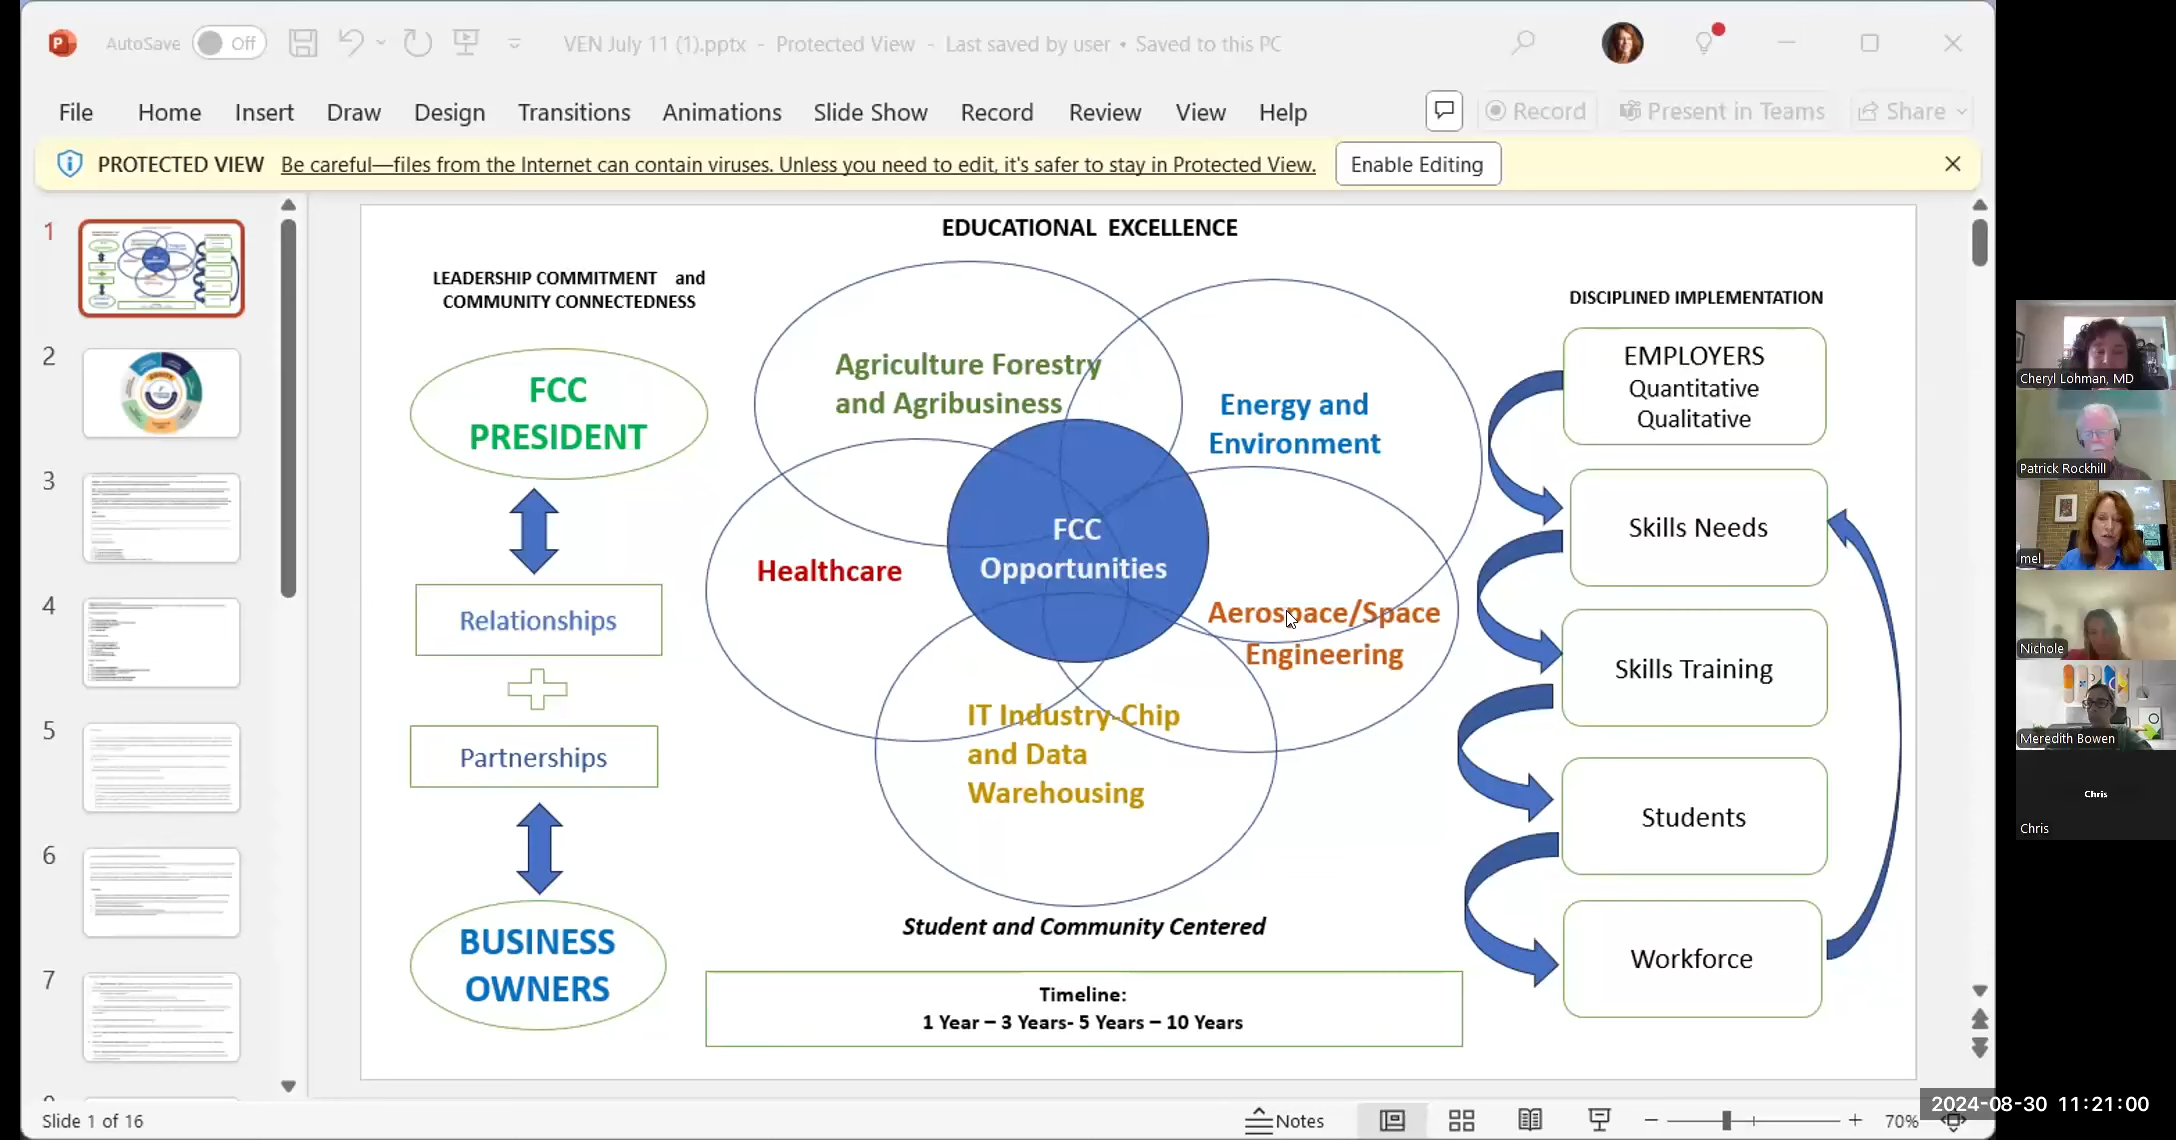 AutoSave Off VEN July 11 (1).pptx - Protected View - Last saved by user • Saved to this PC
File Home Insert Draw Design Transitions Animations Slide Show Record Review View Help Record Present in Teams Share
PROTECTED VIEW Be careful—files from the Internet can contain viruses. Unless you need to edit, it's safer to stay in Protected View. Enable Editing
1
2
3
4
5
6
7
EDUCATIONAL EXCELLENCE
LEADERSHIP COMMITMENT and
COMMUNITY CONNECTEDNESS
FCC
PRESIDENT
Relationships
Partnerships
BUSINESS
OWNERS
Agriculture Forestry
and Agribusiness
Energy and
Environment
Healthcare
FCC
Opportunities
Aerospace/Space
Engineering
IT Industry-Chip
and Data
Warehousing
Student and Community Centered
Timeline:
1 Year – 3 Years- 5 Years – 10 Years
DISCIPLINED IMPLEMENTATION
EMPLOYERS
Quantitative
Qualitative
Skills Needs
Skills Training
Students
Workforce
Cheryl Lohman, MD
Patrick Rockhill
mel
Nichole
Meredith Bowen
Chris
Chris
Slide 1 of 16
Notes
70%
2024-08-30 11:21:00